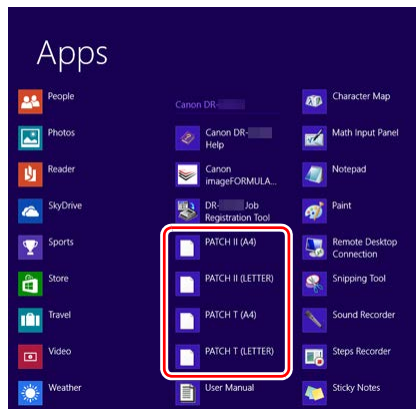 Apps
People
Photos
Reader
SkyDrive
Sports
Store
Travel
Video
Weather
Canon DR-
Canon DR-
Help
Canon
imageFORMULA...
DR- Job
Registration Tool
PATCH II (A4)
PATCH II (LETTER)
PATCH T (A4)
PATCH T (LETTER)
User Manual
Character Map
Math Input Panel
Notepad
Paint
Remote Desktop
Connection
Snipping Tool
Sound Recorder
Steps Recorder
Sticky Notes